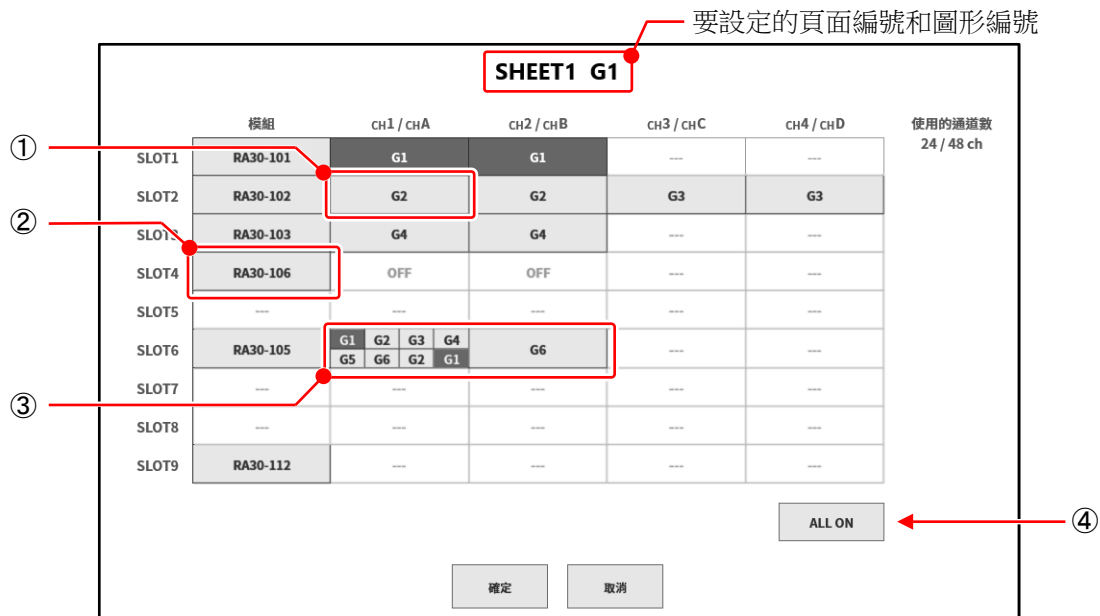 要設定的頁面編號和圖形編號
SHEET1 G1
模組 CH1 / CHA CH2 / CHB CH3 / CHC CH4 / CHD 使用的通道數
① SLOT1 RA30-101 G1 G1 --- --- 24 / 48 ch
SLOT2 RA30-102 G2 G2 G3 G3
② SLOT3 RA30-103 G4 G4 --- ---
SLOT4 RA30-106 OFF OFF --- ---
SLOT5 --- --- --- --- ---
SLOT6 RA30-105 G1 G2 G3 G4 G6 --- ---
G5 G6 G2 G1
③ SLOT7 --- --- --- --- ---
SLOT8 --- --- --- --- ---
SLOT9 RA30-112 --- --- --- ---
ALL ON ④
確定 取消